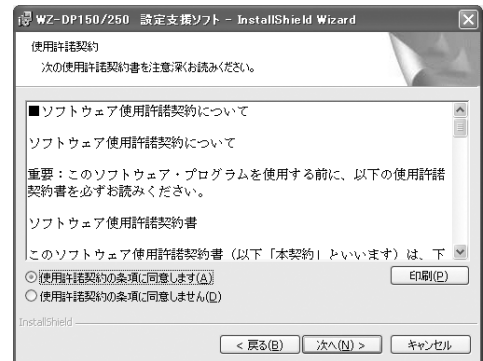 WZ-DP150/250 設定支援ソフト - InstallShield Wizard
使用許諾契約
次の使用許諾契約書を注意深くお読みください。
■ソフトウェア使用許諾契約について
ソフトウェア使用許諾契約について
重要：このソフトウェア・プログラムを使用する前に、以下の使用許諾
契約書を必ずお読みください。
ソフトウェア使用許諾契約書
このソフトウェア使用許諾契約書（以下「本契約」といいます）は、下
使用許諾契約の条項に同意します(A)
印刷(P)
使用許諾契約の条項に同意しません(D)
InstallShield
< 戻る(B)
次へ(N) >
キャンセル